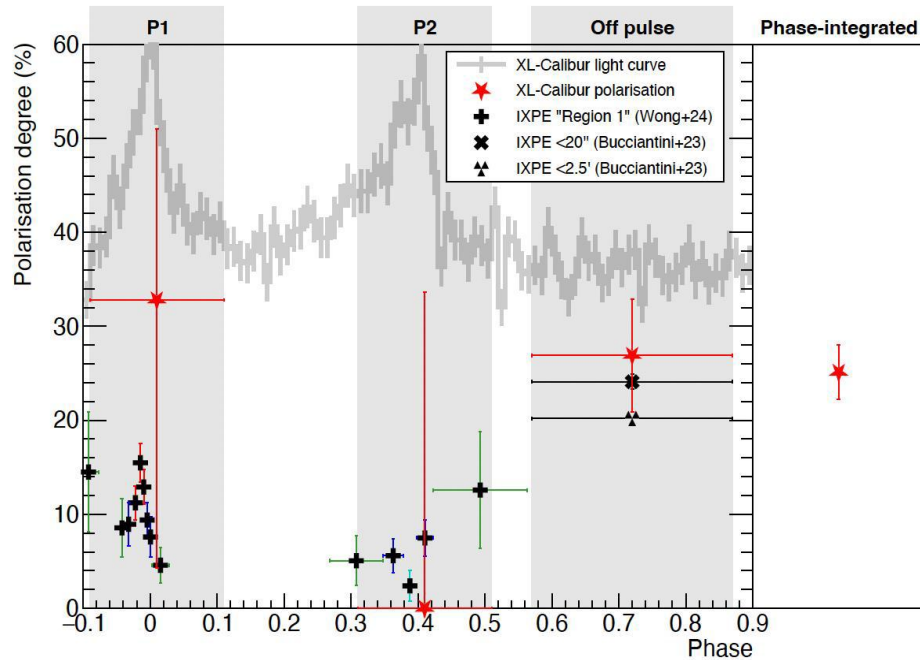 P1 P2 Off pulse Phase-integrated
Polarisation degree (%)
60
50
40
30
20
10
0
XL-Calibur light curve
XL-Calibur polarisation
IXPE "Region 1" (Wong+24)
IXPE <20" (Bucciantini+23)
IXPE <2.5' (Bucciantini+23)
−0.1 0 0.1 0.2 0.3 0.4 0.5 0.6 0.7 0.8 0.9
Phase